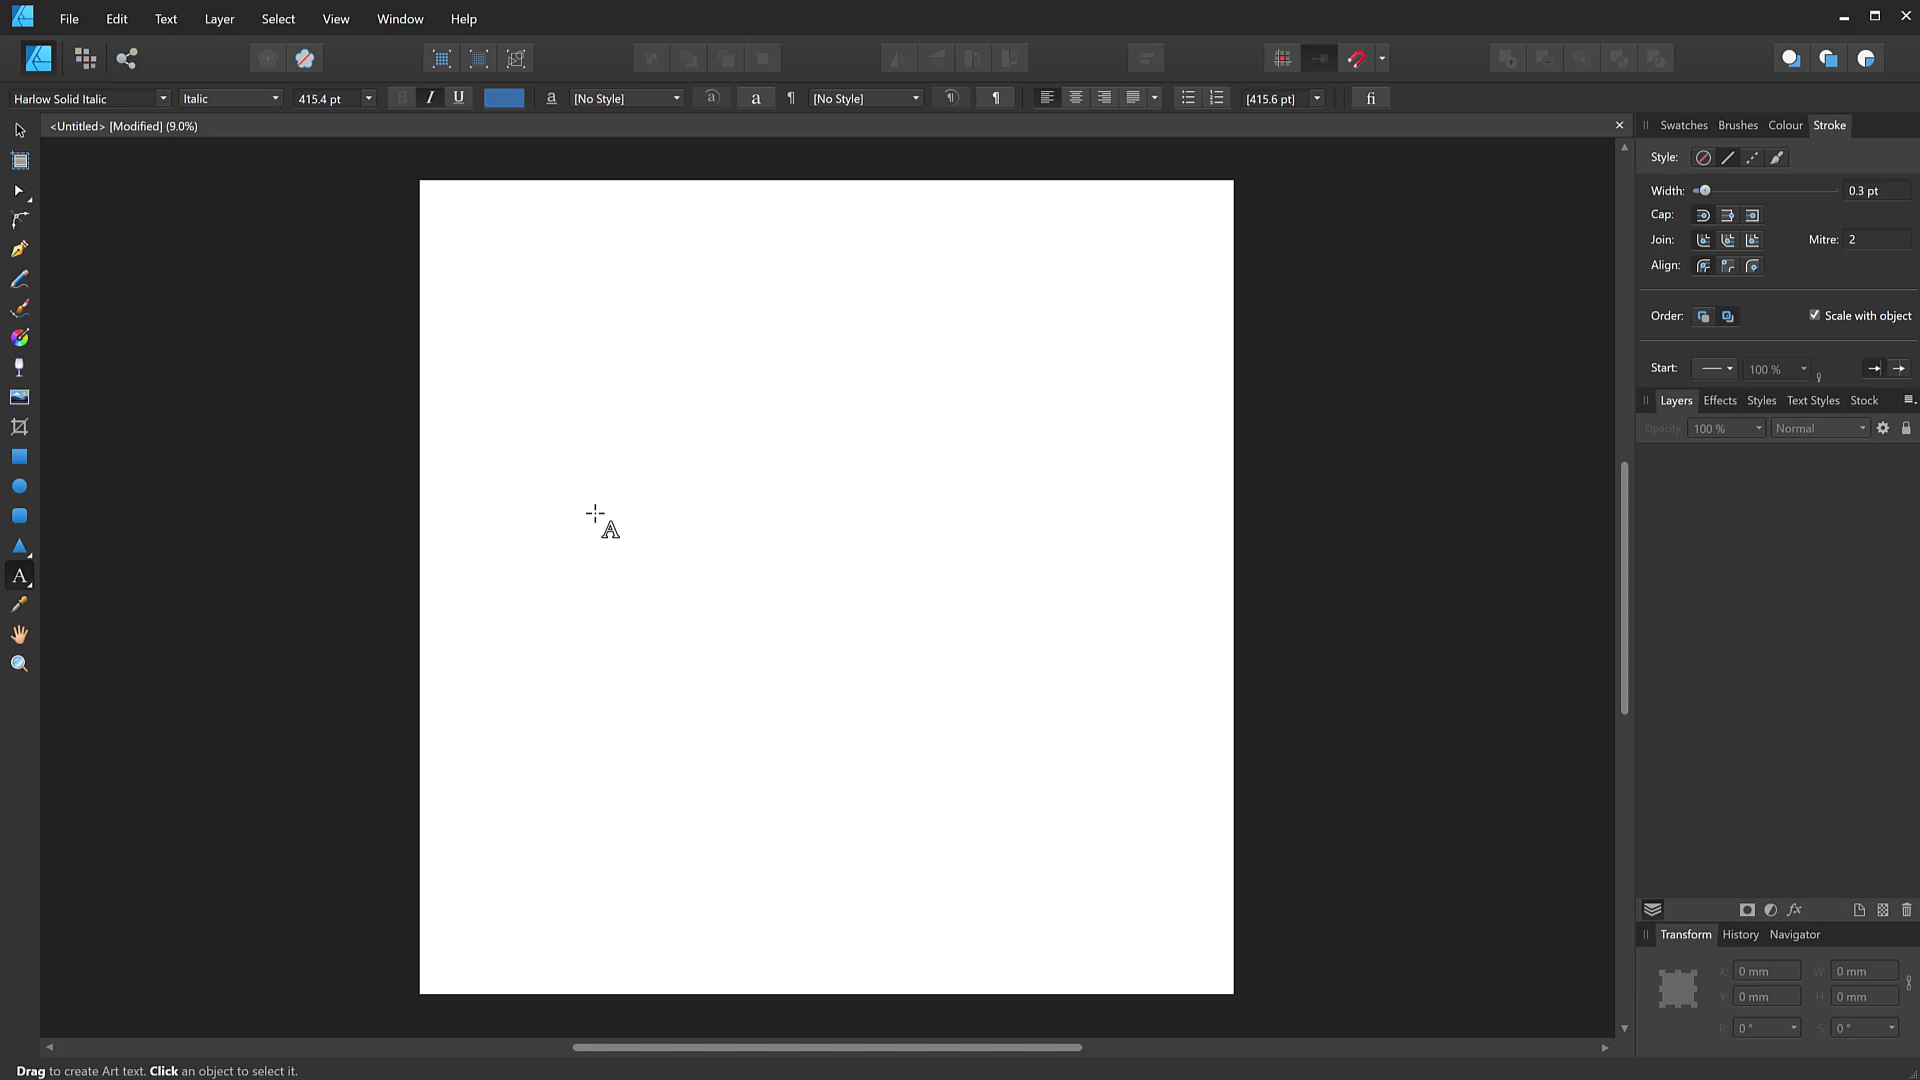 File Edit Text Layer Select View Window Help
Harlow Solid Italic Italic 415.4 pt B I U a [No Style] a a ¶ [No Style] ¶ ¶ [415.6 pt] fi
<Untitled> [Modified] (9.0%)
Swatches Brushes Colour Stroke
Style:
Width: 0.3 pt
Cap:
Join: Mitre: 2
Align:
Order: Scale with object
Start: 100 %
Layers Effects Styles Text Styles Stock
Opacity: 100 % Normal
A
A
fx
Transform History Navigator
X: 0 mm W: 0 mm
Y: 0 mm H: 0 mm
R: 0 ° S: 0 °
Drag to create Art text. Click an object to select it.